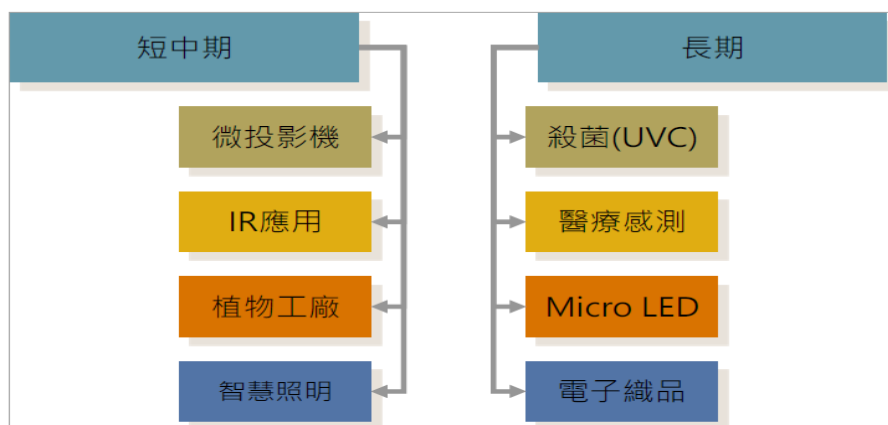 短中期
微投影機
IR應用
植物工廠
智慧照明
長期
殺菌(UVC)
醫療感測
Micro LED
電子織品